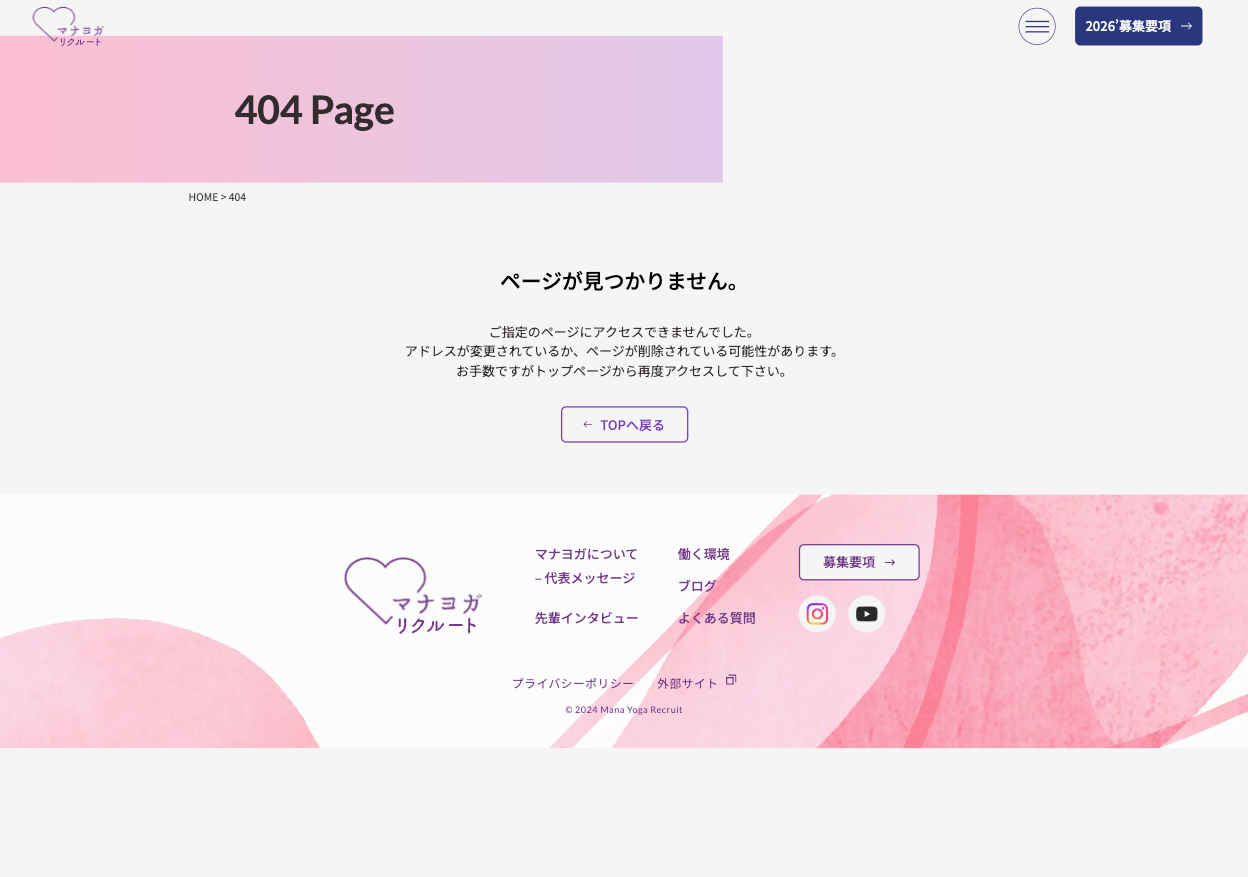 マナヨガ
リクルート
2026’募集要項
404 Page
HOME > 404
ページが見つかりません。
ご指定のページにアクセスできませんでした。
アドレスが変更されているか、ページが削除されている可能性があります。
お手数ですがトップページから再度アクセスして下さい。
← TOPへ戻る
マナヨガ
リクルート
マナヨガについて
– 代表メッセージ
先輩インタビュー
働く環境
ブログ
よくある質問
募集要項 →
プライバシーポリシー
外部サイト
© 2024 Mana Yoga Recruit